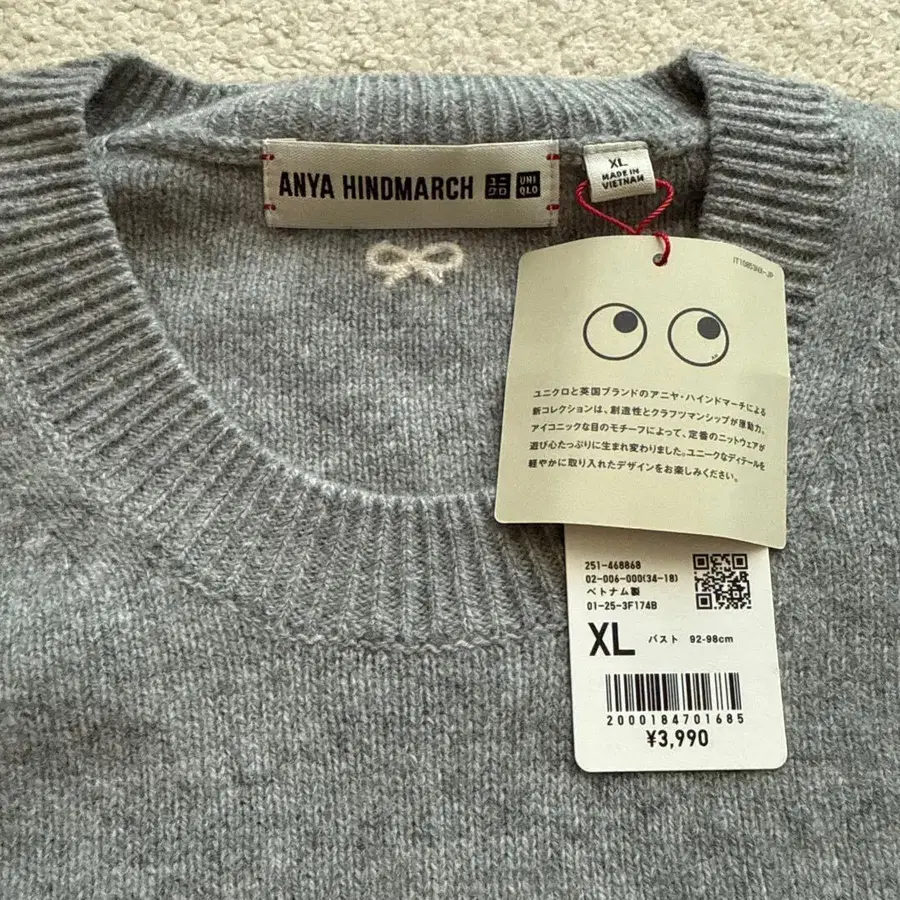 ANYA HINDMARCH ユニクロ UNIQLO
XL
MADE IN
VIETNAM
ユニクロと英国ブランドのアニヤ・ハインドマーチによる
新コレクションは、創造性とクラフツマンシップが原動力。
アイコニックな目のモチーフによって、定番のニットウェアが
遊び心たっぷりに生まれ変わりました。ユニークなディテールを
軽やかに取り入れたデザインをお楽しみください。
251-468868
02-006-000(34-18)
ベトナム製
01-25-3F174B
XL バスト 92-98cm
2000184701685
¥3,990